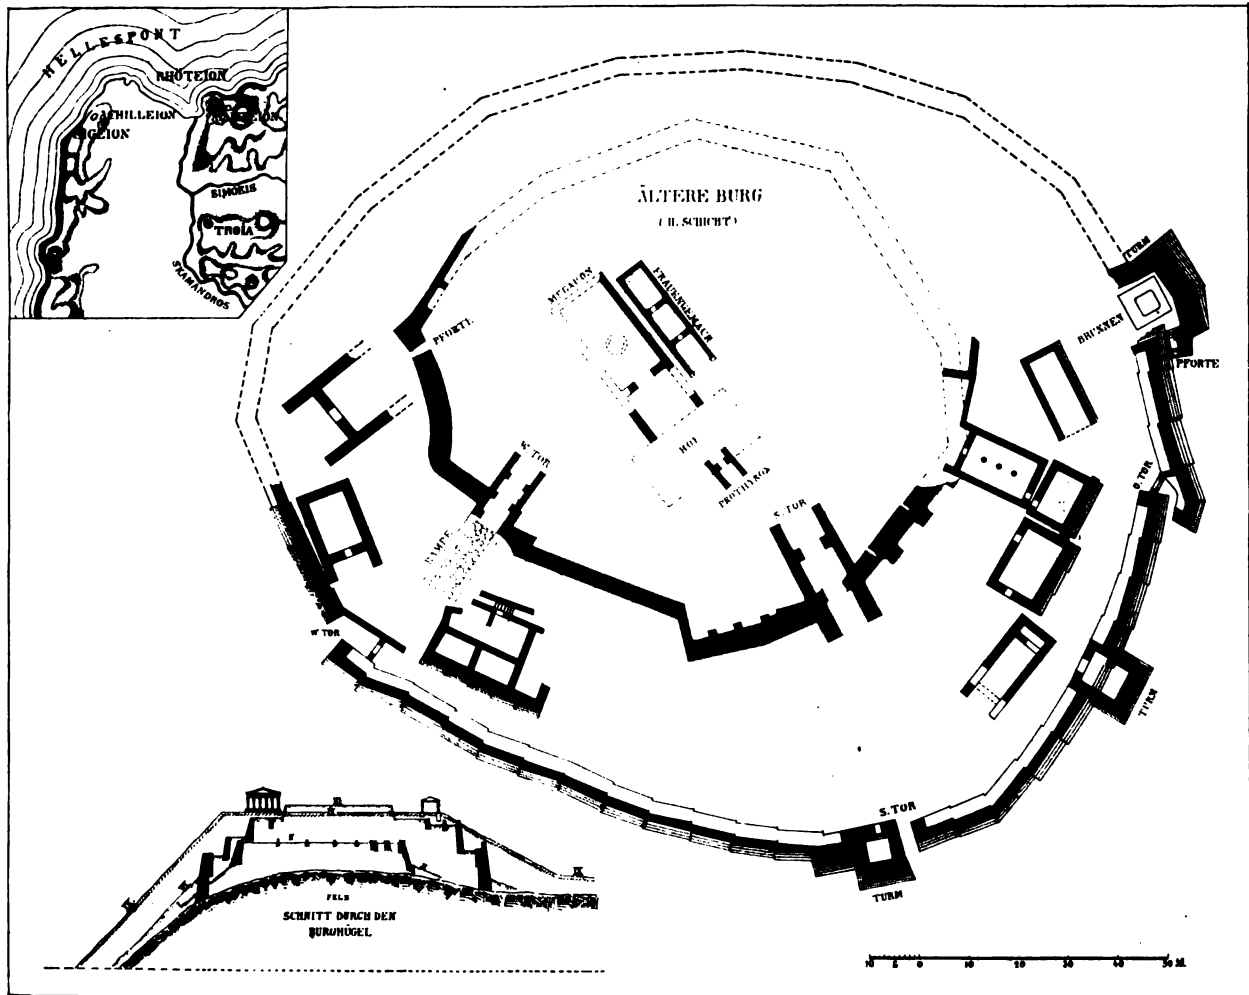 HELLESPONT
RHÖTEION
ACHILLEION
SIGEION
SIMOEIS
TROIA
SKAMANDROS
ÄLTERE BURG
(II. SCHICHT)
MEGARON
FRAUENGEMACH
PFORTE
TURM
BRUNNEN
PFORTE
HOF
W. TOR
PROTHYRON
S. TOR
O. TOR
RAMPE
W. TOR
TURM
S. TOR
TURM
FELS
SCHNITT DURCH DEN
BURGHÜGEL
10 5 0 10 20 30 40 50 M.